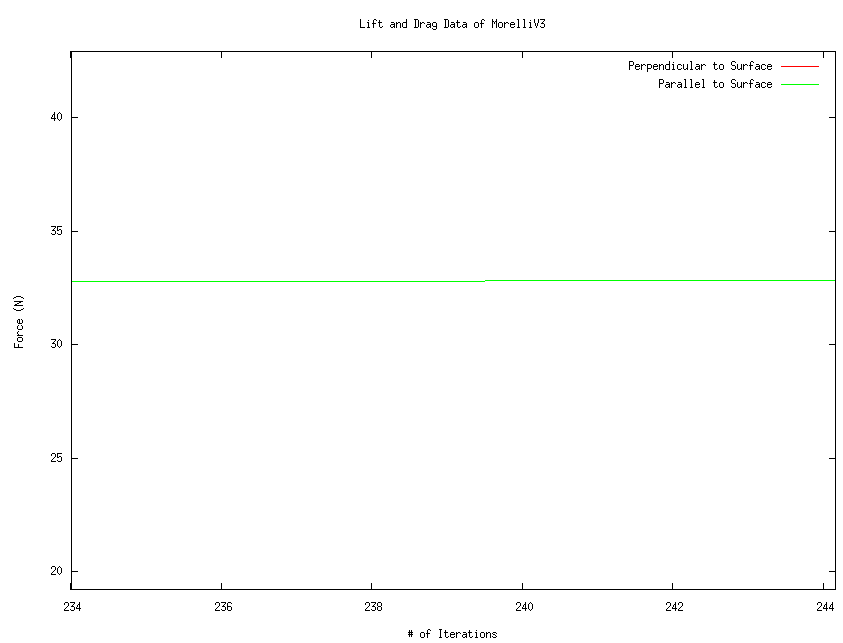 Lift and Drag Data of MorelliV3
Perpendicular to Surface
Parallel to Surface
40
35
30
25
20
Force (N)
234 236 238 240 242 244
# of Iterations